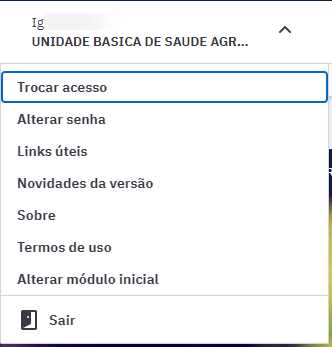 Ig
UNIDADE BASICA DE SAUDE AGR...
Trocar acesso
Alterar senha
Links úteis
Novidades da versão
Sobre
Termos de uso
Alterar módulo inicial
Sair